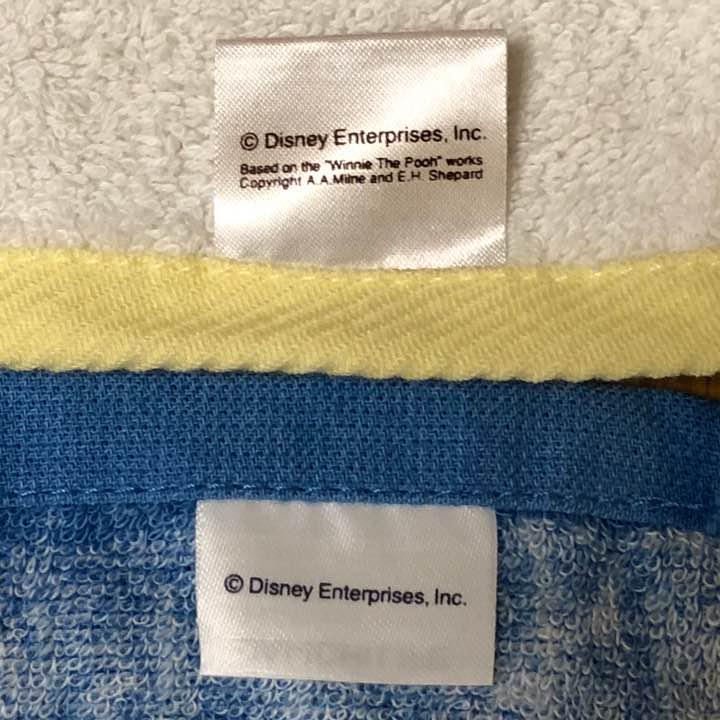 © Disney Enterprises, Inc.
Based on the "Winnie The Pooh" works
Copyright A.A.Milne and E.H. Shepard
© Disney Enterprises, Inc.